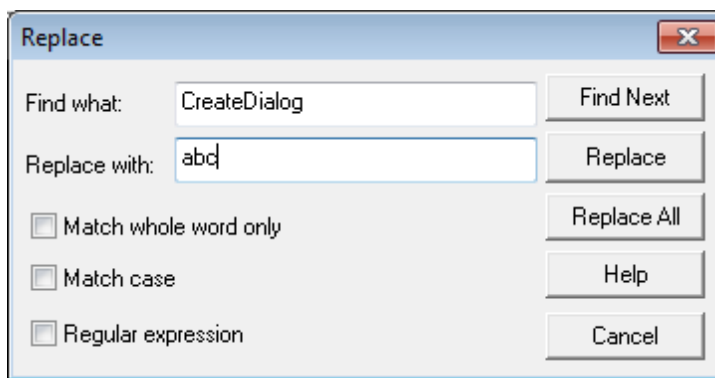 Replace
Find what: CreateDialog Find Next
Replace with: abc Replace
Match whole word only Replace All
Match case Help
Regular expression Cancel